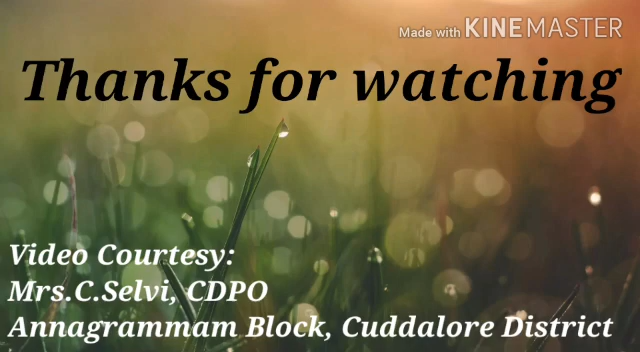 Made with KINEMASTER
Thanks for watching
Video Courtesy:
Mrs.C.Selvi, CDPO
Annagrammam Block, Cuddalore District